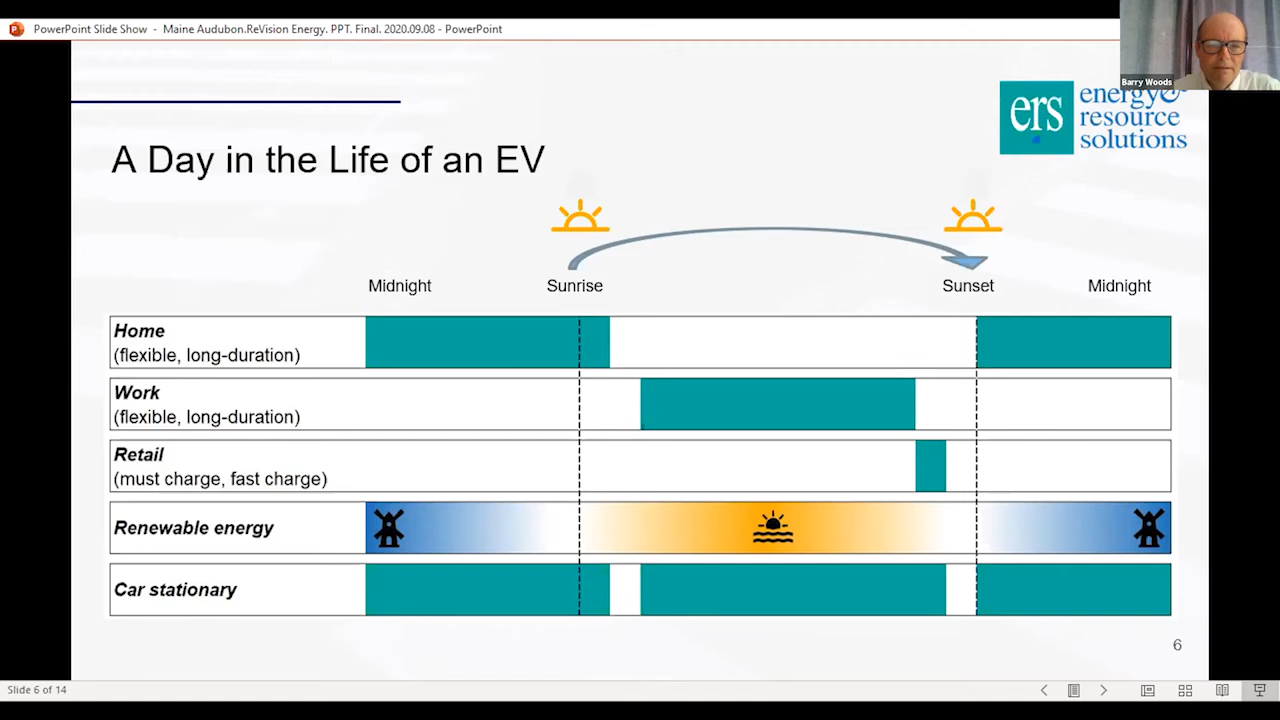 PowerPoint Slide Show - Maine Audubon.ReVision Energy. PPT. Final. 2020.09.08 - PowerPoint
Barry Woods
ers
energy&
resource
solutions
A Day in the Life of an EV
Midnight
Sunrise
Sunset
Midnight
Home
(flexible, long-duration)
Work
(flexible, long-duration)
Retail
(must charge, fast charge)
Renewable energy
Car stationary
6
Slide 6 of 14